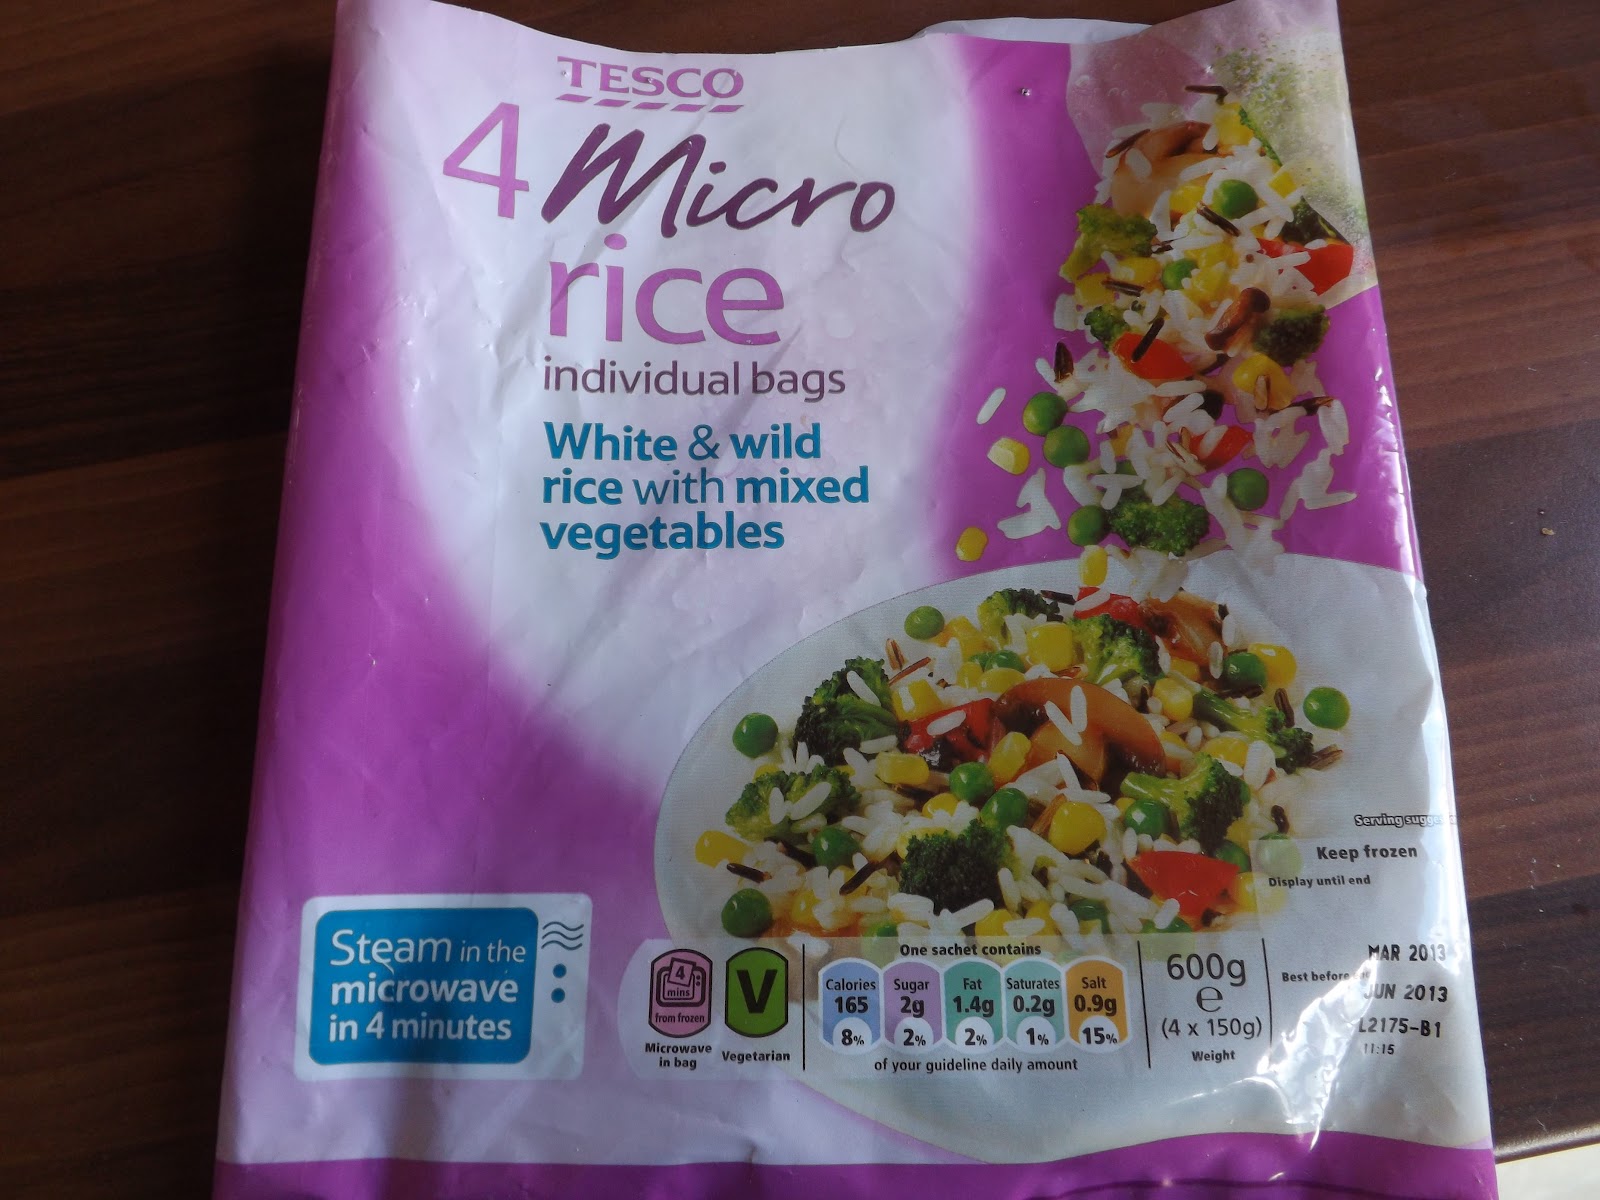 TESCO
4 Micro
rice
individual bags
White & wild
rice with mixed
vegetables
Steam in the
microwave
in 4 minutes
4
mins
from frozen
Microwave
in bag
V
Vegetarian
One sachet contains
Calories
165
8%
Sugar
2g
2%
Fat
1.4g
2%
Saturates
0.2g
1%
Salt
0.9g
15%
of your guideline daily amount
600g
e
(4 x 150g)
Weight
Serving
Keep frozen
Display until end
MAR 2013
Best before
JUN 2013
L2175-B1
11:15